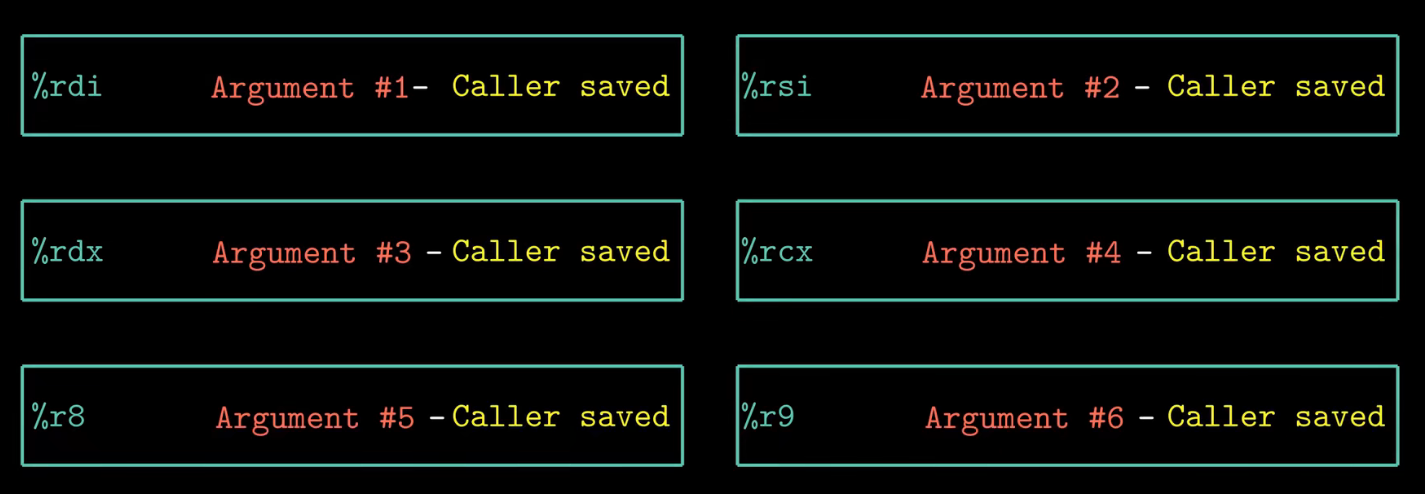 %rdi Argument #1- Caller saved
%rsi Argument #2 - Caller saved
%rdx Argument #3 - Caller saved
%rcx Argument #4 - Caller saved
%r8 Argument #5 - Caller saved
%r9 Argument #6 - Caller saved